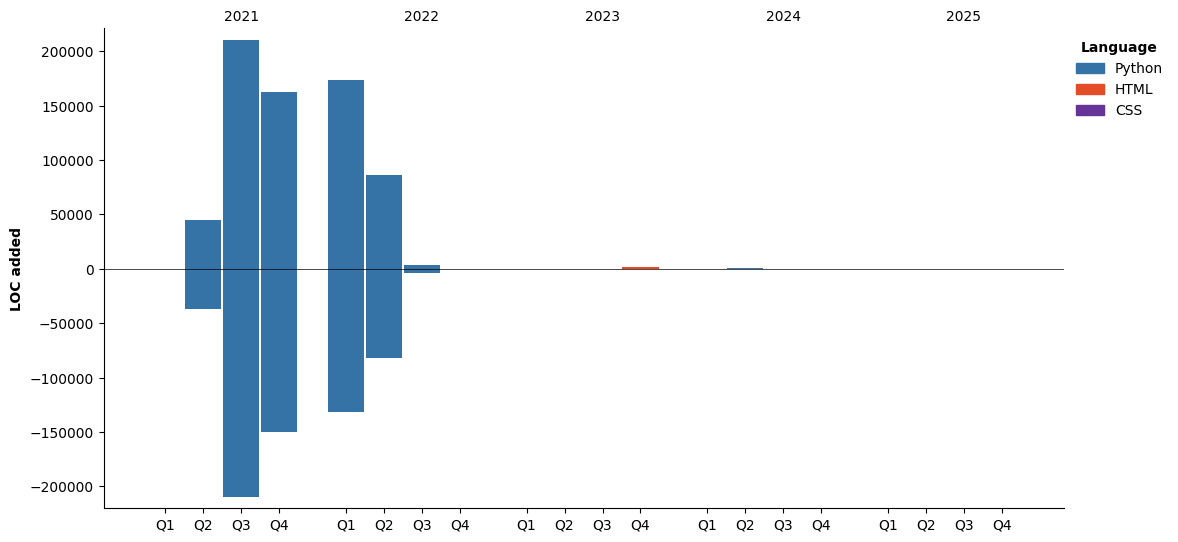 2021 2022 2023 2024 2025
Language
Python
HTML
CSS
LOC added
200000
150000
100000
50000
0
−50000
−100000
−150000
−200000
Q1 Q2 Q3 Q4 Q1 Q2 Q3 Q4 Q1 Q2 Q3 Q4 Q1 Q2 Q3 Q4 Q1 Q2 Q3 Q4